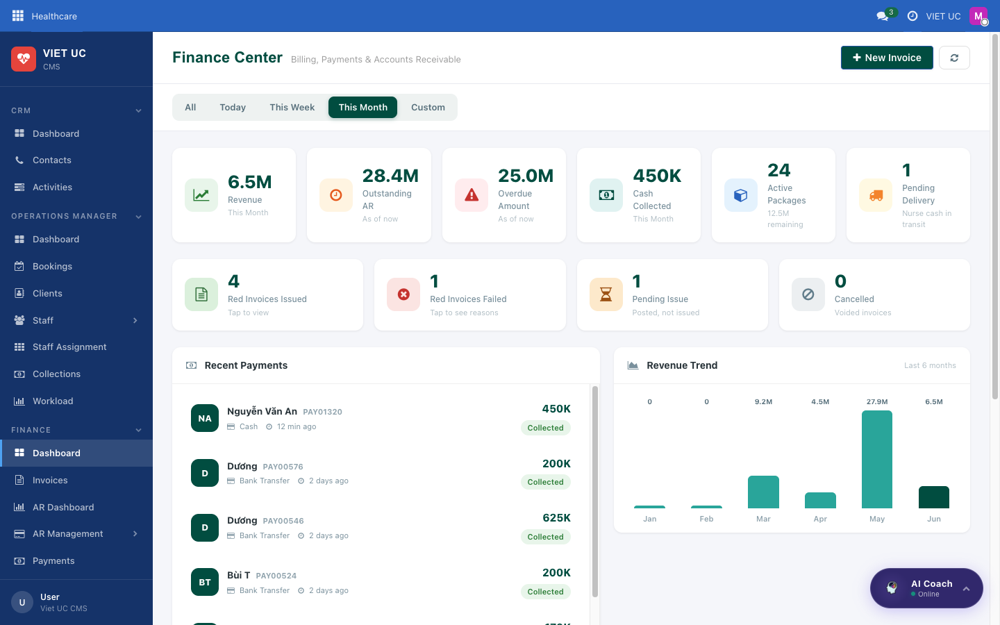 Healthcare
3
VIET UC
M
VIET UC
CMS
CRM
Dashboard
Contacts
Activities
OPERATIONS MANAGER
Dashboard
Bookings
Clients
Staff
Staff Assignment
Collections
Workload
FINANCE
Dashboard
Invoices
AR Dashboard
AR Management
Payments
U
User
Viet UC CMS
Finance Center
Billing, Payments & Accounts Receivable
New Invoice
All
Today
This Week
This Month
Custom
6.5M
Revenue
This Month
28.4M
Outstanding
AR
As of now
25.0M
Overdue
Amount
As of now
450K
Cash
Collected
This Month
24
Active
Packages
12.5M
remaining
1
Pending
Delivery
Nurse cash in
transit
4
Red Invoices Issued
Tap to view
1
Red Invoices Failed
Tap to see reasons
1
Pending Issue
Posted, not issued
0
Cancelled
Voided invoices
Recent Payments
NA
Nguyễn Văn An PAY01320
Cash 12 min ago
450K
Collected
D
Dương PAY00576
Bank Transfer 2 days ago
200K
Collected
D
Dương PAY00546
Bank Transfer 2 days ago
625K
Collected
BT
Bùi T PAY00524
Bank Transfer 2 days ago
200K
Collected
Revenue Trend
Last 6 months
0 0 9.2M 4.5M 27.9M 6.5M
Jan Feb Mar Apr May Jun
AI Coach
Online